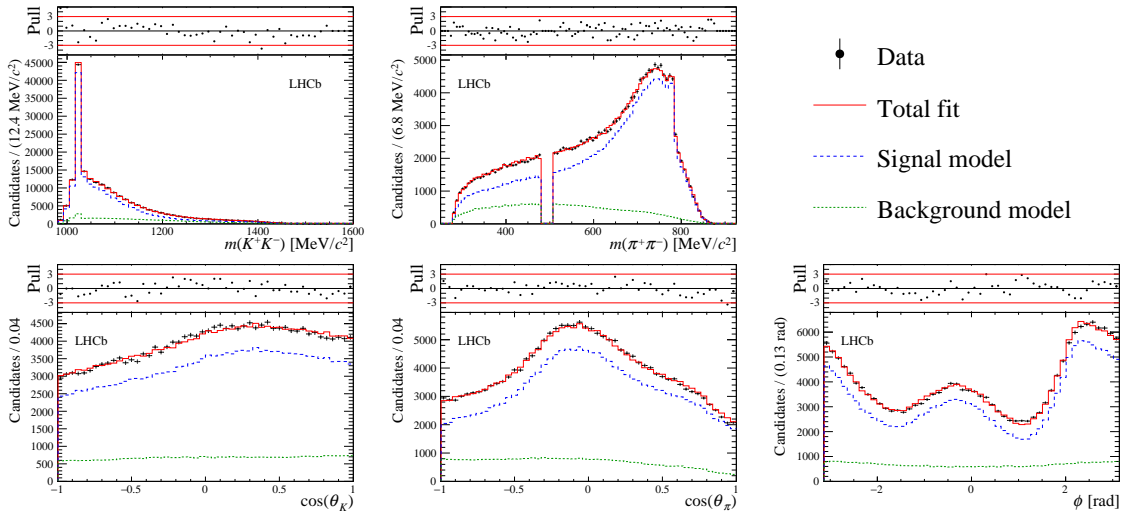 Pull
3
0
−3
Candidates / (12.4 MeV/c²)
45000
40000
35000
30000
25000
20000
15000
10000
5000
0
LHCb
1000 1200 1400 1600
m(K⁺K⁻) [MeV/c²]
Pull
3
0
−3
Candidates / (6.8 MeV/c²)
5000
4000
3000
2000
1000
0
LHCb
400 600 800
m(π⁺π⁻) [MeV/c²]
Data
Total fit
Signal model
Background model
Pull
3
0
−3
Candidates / 0.04
4500
4000
3500
3000
2500
2000
1500
1000
500
0
LHCb
−1 −0.5 0 0.5 1
cos(θ_K)
Pull
3
0
−3
Candidates / 0.04
6000
5000
4000
3000
2000
1000
0
LHCb
−1 −0.5 0 0.5 1
cos(θ_π)
Pull
3
0
−3
Candidates / (0.13 rad)
6000
5000
4000
3000
2000
1000
0
LHCb
−2 0 2
ϕ [rad]